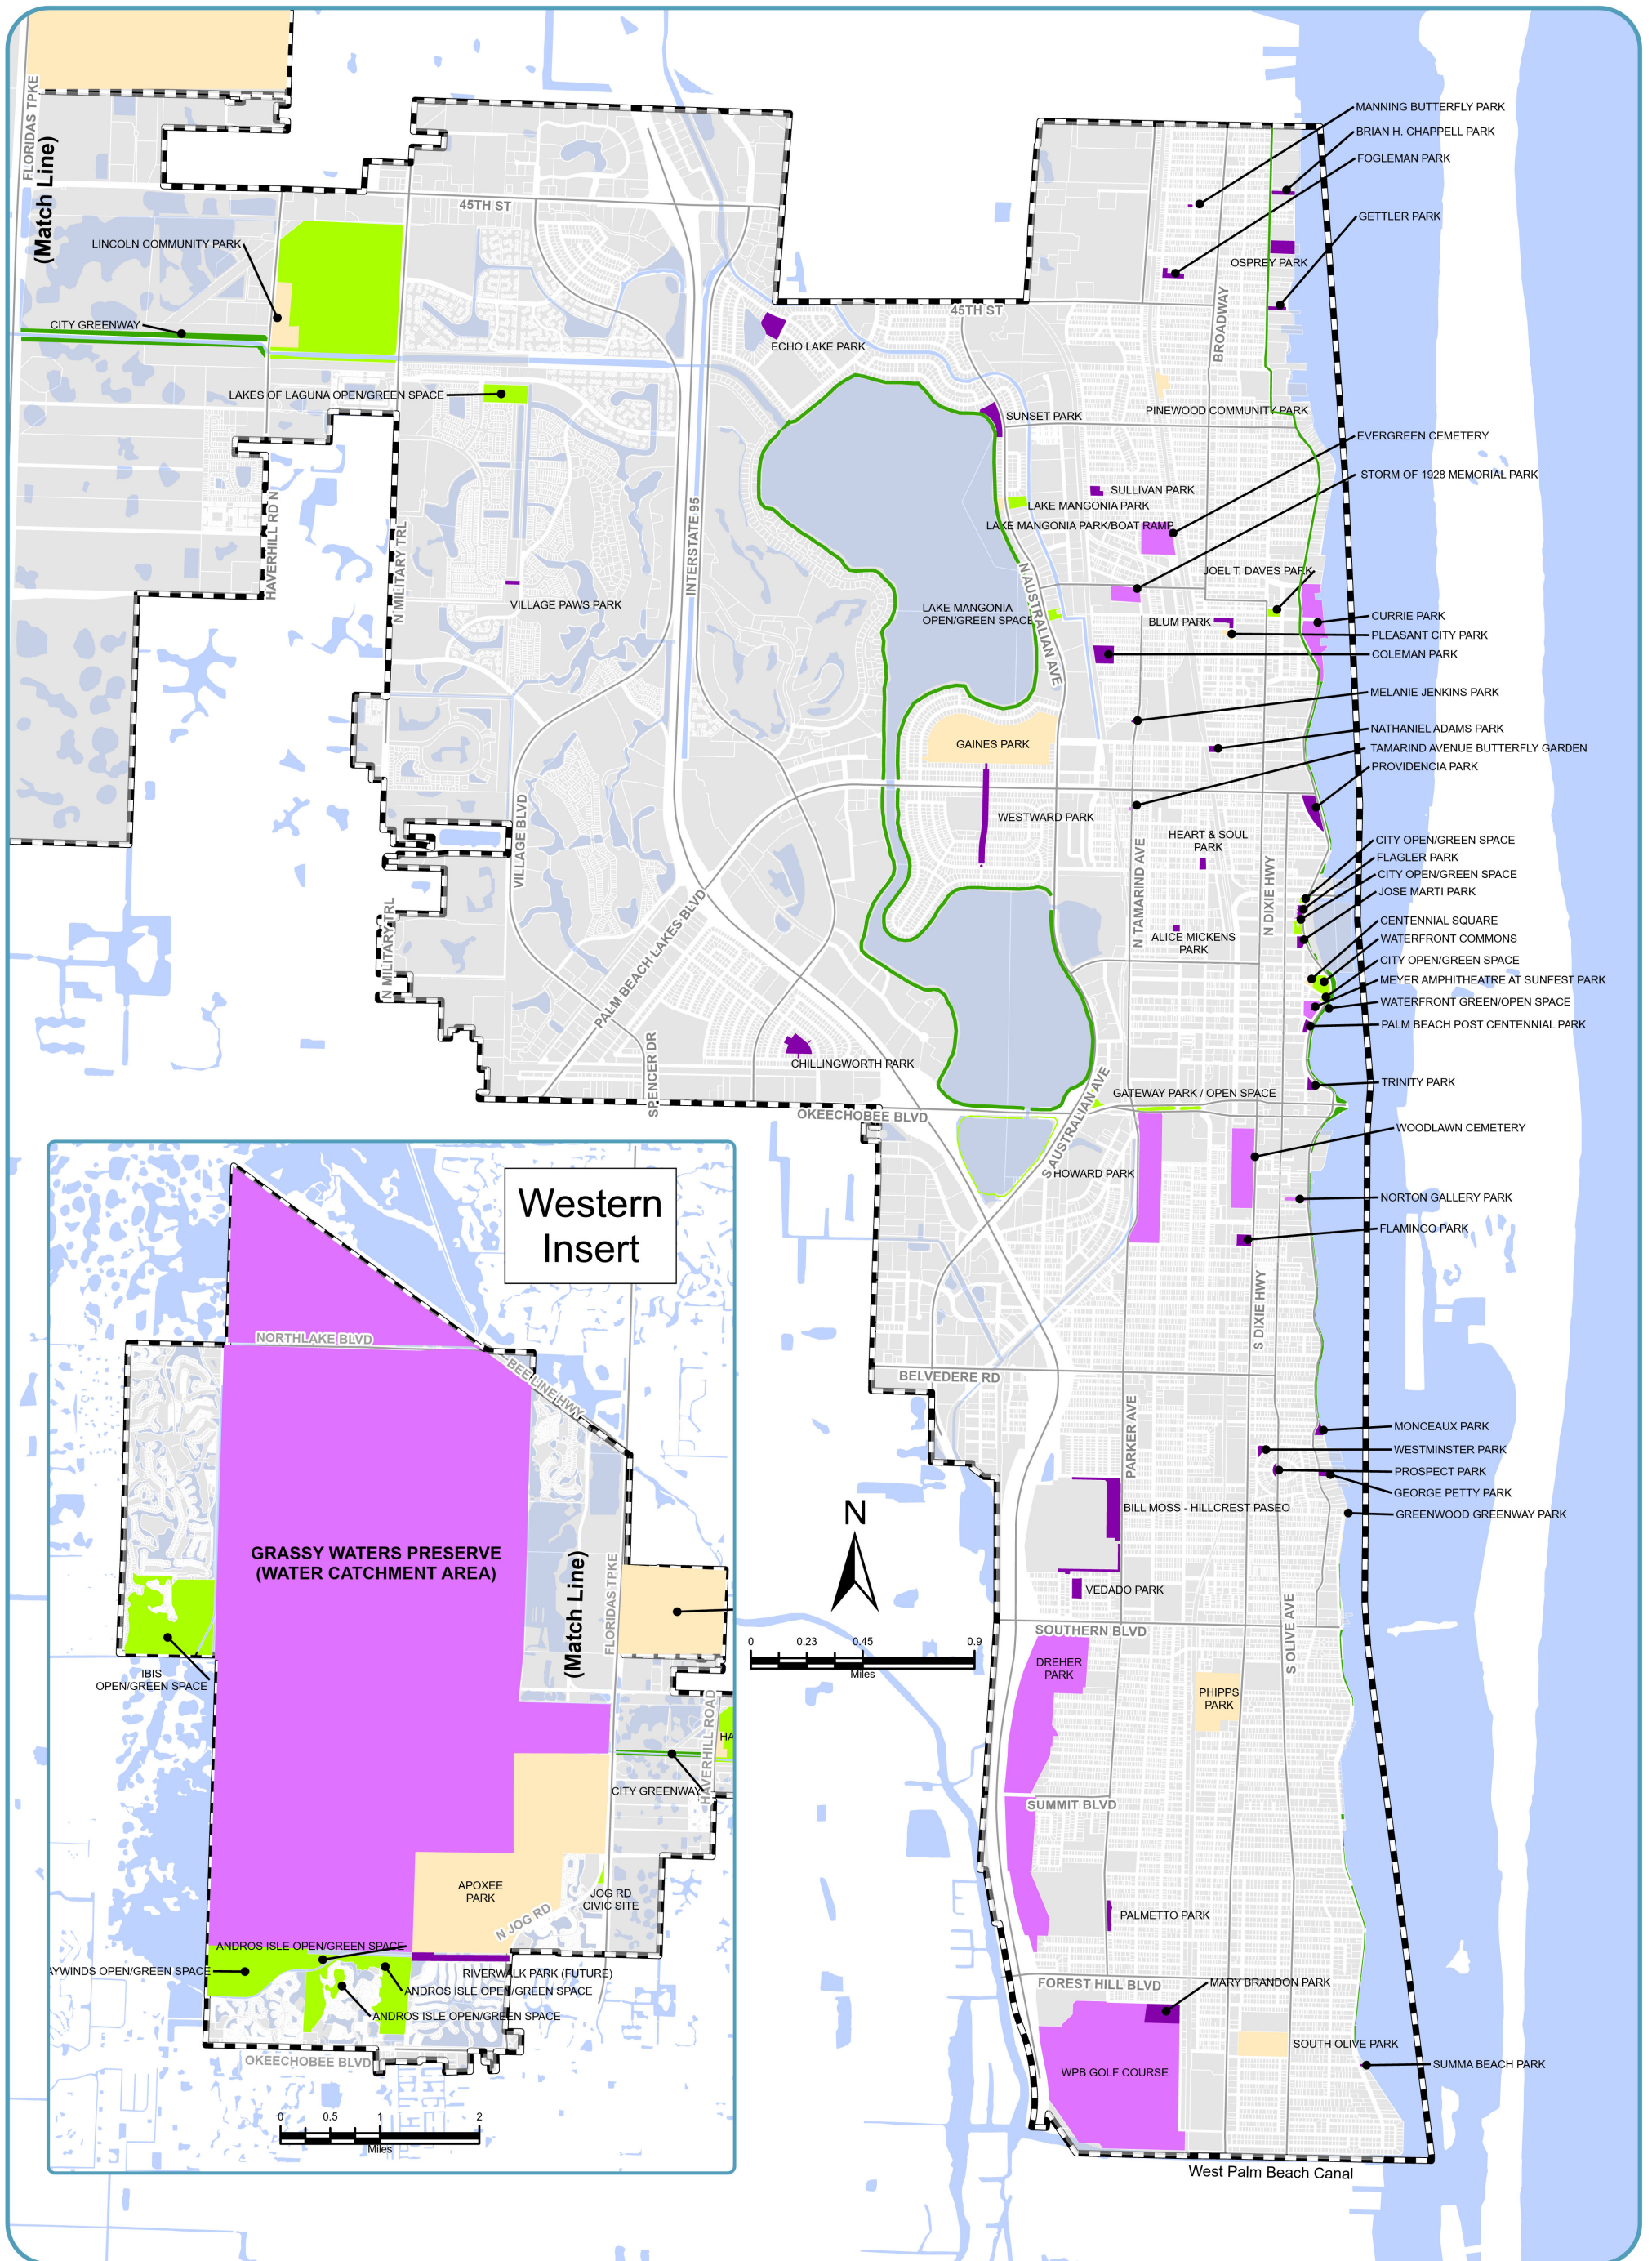 FLORIDAS TPKE
(Match Line)
45TH ST
LINCOLN COMMUNITY PARK
CITY GREENWAY
LAKES OF LAGUNA OPEN/GREEN SPACE
HAVERHILL RD N
N MILITARY TRL
VILLAGE PAWS PARK
INTERSTATE 95
ECHO LAKE PARK
45TH ST
MANNING BUTTERFLY PARK
BRIAN H. CHAPPELL PARK
FOGLEMAN PARK
GETTLER PARK
OSPREY PARK
BROADWAY
PINEWOOD COMMUNITY PARK
SUNSET PARK
EVERGREEN CEMETERY
STORM OF 1928 MEMORIAL PARK
SULLIVAN PARK
LAKE MANGONIA PARK
LAKE MANGONIA PARK/BOAT RAMP
JOEL T. DAVES PARK
N AUSTRALIAN AVE
LAKE MANGONIA
OPEN/GREEN SPACE
BLUM PARK
CURRIE PARK
PLEASANT CITY PARK
COLEMAN PARK
MELANIE JENKINS PARK
NATHANIEL ADAMS PARK
TAMARIND AVENUE BUTTERFLY GARDEN
PROVIDENCIA PARK
GAINES PARK
WESTWARD PARK
HEART & SOUL
PARK
VILLAGE BLVD
N TAMARIND AVE
N DIXIE HWY
CITY OPEN/GREEN SPACE
FLAGLER PARK
CITY OPEN/GREEN SPACE
JOSE MARTI PARK
CENTENNIAL SQUARE
WATERFRONT COMMONS
CITY OPEN/GREEN SPACE
MEYER AMPHITHEATRE AT SUNFEST PARK
WATERFRONT GREEN/OPEN SPACE
PALM BEACH POST CENTENNIAL PARK
ALICE MICKENS
PARK
N MILITARY TRL
PALM BEACH LAKES BLVD
SPENCER DR
CHILLINGWORTH PARK
TRINITY PARK
GATEWAY PARK / OPEN SPACE
OKEECHOBEE BLVD
S AUSTRALIAN AVE
WOODLAWN CEMETERY
HOWARD PARK
NORTON GALLERY PARK
FLAMINGO PARK
S DIXIE HWY
BELVEDERE RD
PARKER AVE
MONCEAUX PARK
WESTMINSTER PARK
PROSPECT PARK
GEORGE PETTY PARK
GREENWOOD GREENWAY PARK
BILL MOSS - HILLCREST PASEO
VEDADO PARK
N
0 0.23 0.45 0.9
Miles
SOUTHERN BLVD
DREHER
PARK
S OLIVE AVE
PHIPPS
PARK
SUMMIT BLVD
PALMETTO PARK
FOREST HILL BLVD
MARY BRANDON PARK
SOUTH OLIVE PARK
SUMMA BEACH PARK
WPB GOLF COURSE
West Palm Beach Canal
Western
Insert
NORTHLAKE BLVD
BEE LINE HWY
GRASSY WATERS PRESERVE
(WATER CATCHMENT AREA)
(Match Line)
FLORIDAS TPKE
IBIS
OPEN/GREEN SPACE
HAVERHILL ROAD
HA
CITY GREENWAY
APOXEE
PARK
JOG RD
CIVIC SITE
N JOG RD
ANDROS ISLE OPEN/GREEN SPACE
AYWINDS OPEN/GREEN SPACE
RIVERWALK PARK (FUTURE)
ANDROS ISLE OPEN/GREEN SPACE
ANDROS ISLE OPEN/GREEN SPACE
OKEECHOBEE BLVD
0 0.5 1 2
Miles